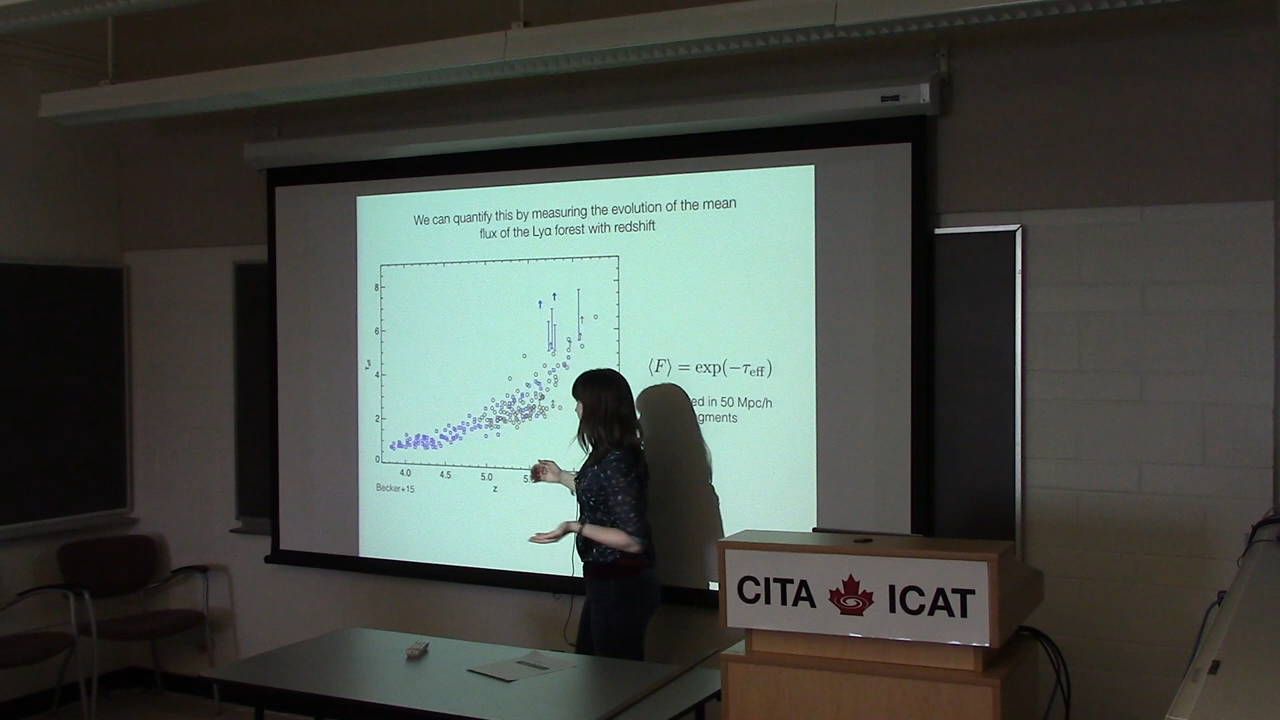 We can quantify this by measuring the evolution of the mean
flux of the Lyα forest with redshift
8
6
4
2
0
4.0 4.5 5.0
z
Becker+15
⟨F⟩ = exp(−τeff)
in 50 Mpc/h
CITA ICAT